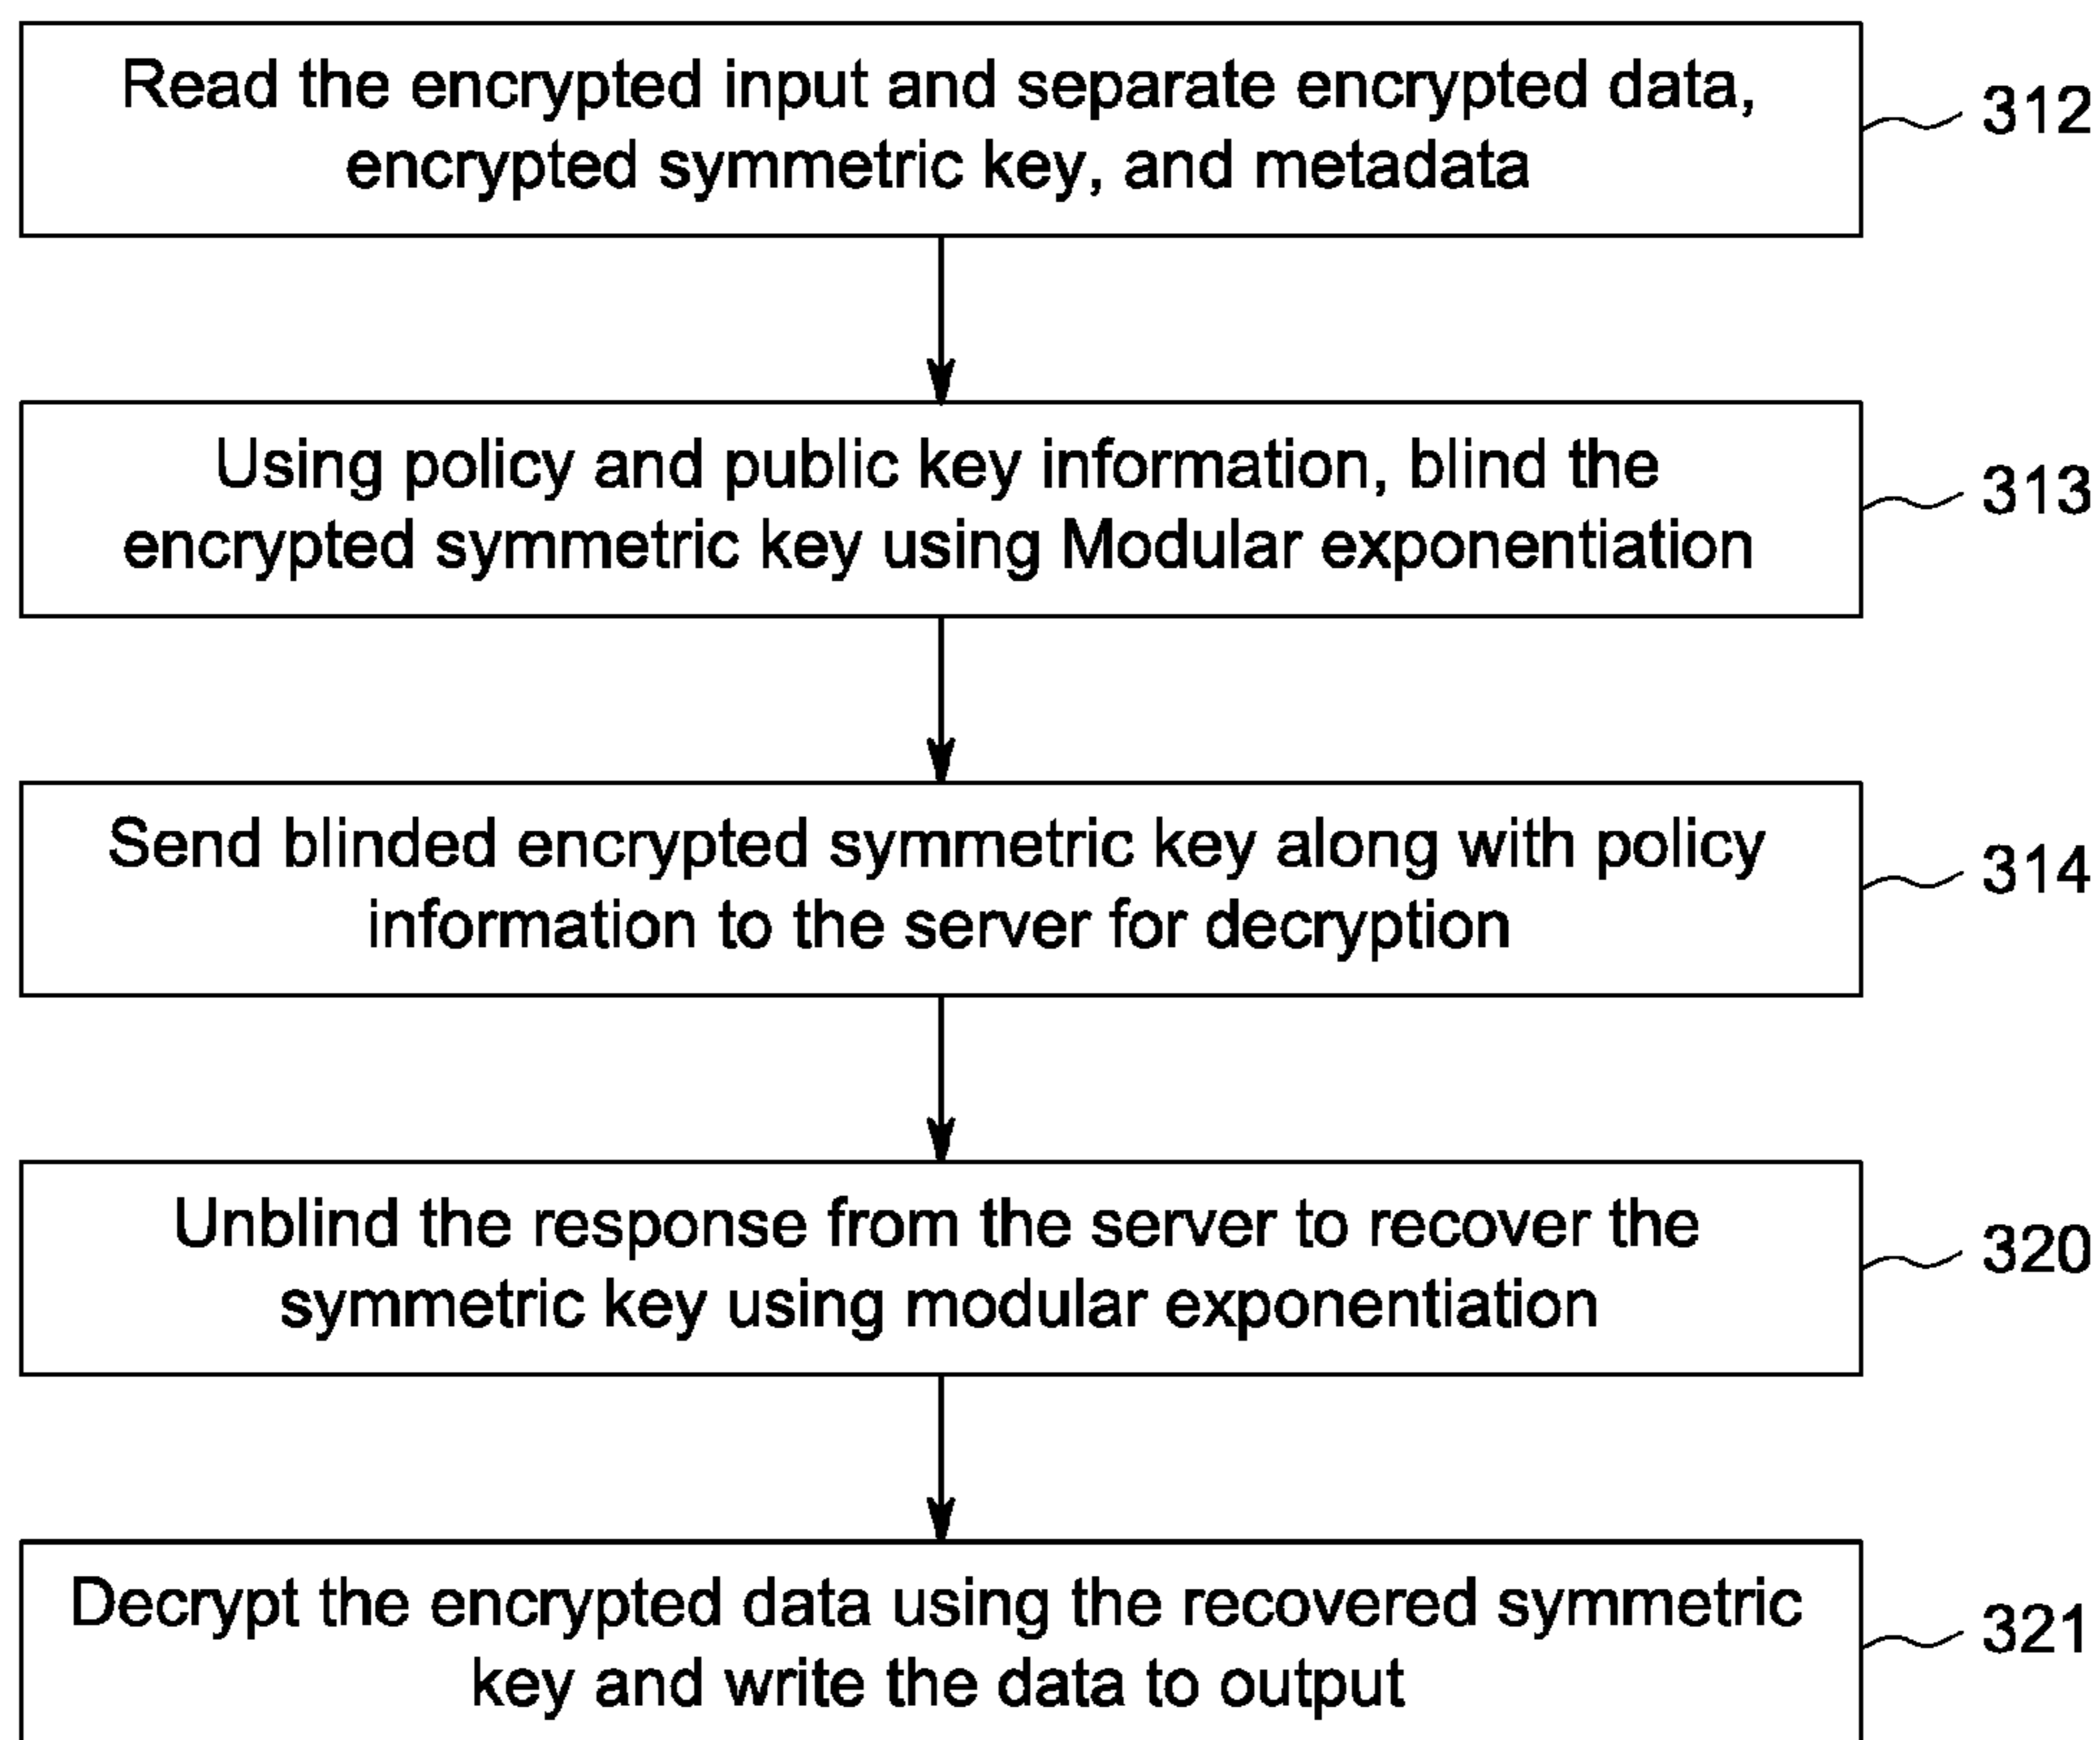 Read the encrypted input and separate encrypted data,
encrypted symmetric key, and metadata
312
Using policy and public key information, blind the
encrypted symmetric key using Modular exponentiation
313
Send blinded encrypted symmetric key along with policy
information to the server for decryption
314
Unblind the response from the server to recover the
symmetric key using modular exponentiation
320
Decrypt the encrypted data using the recovered symmetric
key and write the data to output
321